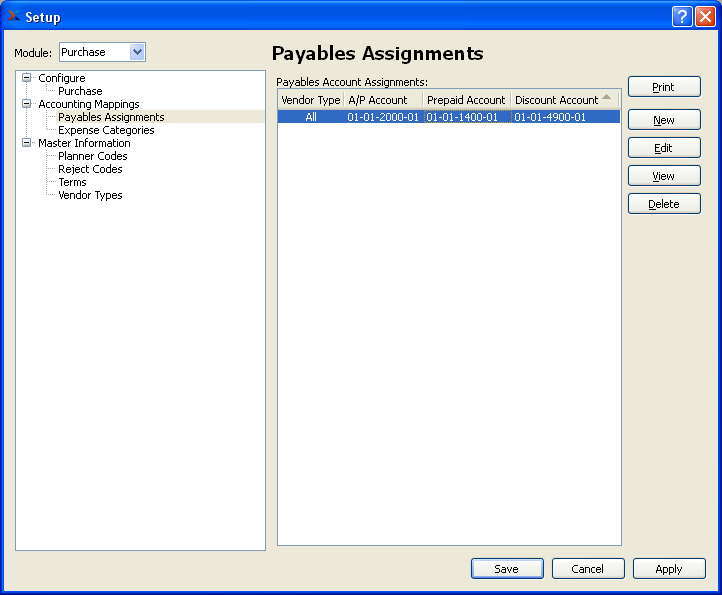 Setup
Module: Purchase
Payables Assignments
Configure
Purchase
Accounting Mappings
Payables Assignments
Expense Categories
Master Information
Planner Codes
Reject Codes
Terms
Vendor Types
Payables Account Assignments:
Vendor Type A/P Account Prepaid Account Discount Account
All 01-01-2000-01 01-01-1400-01 01-01-4900-01
Print
New
Edit
View
Delete
Save Cancel Apply